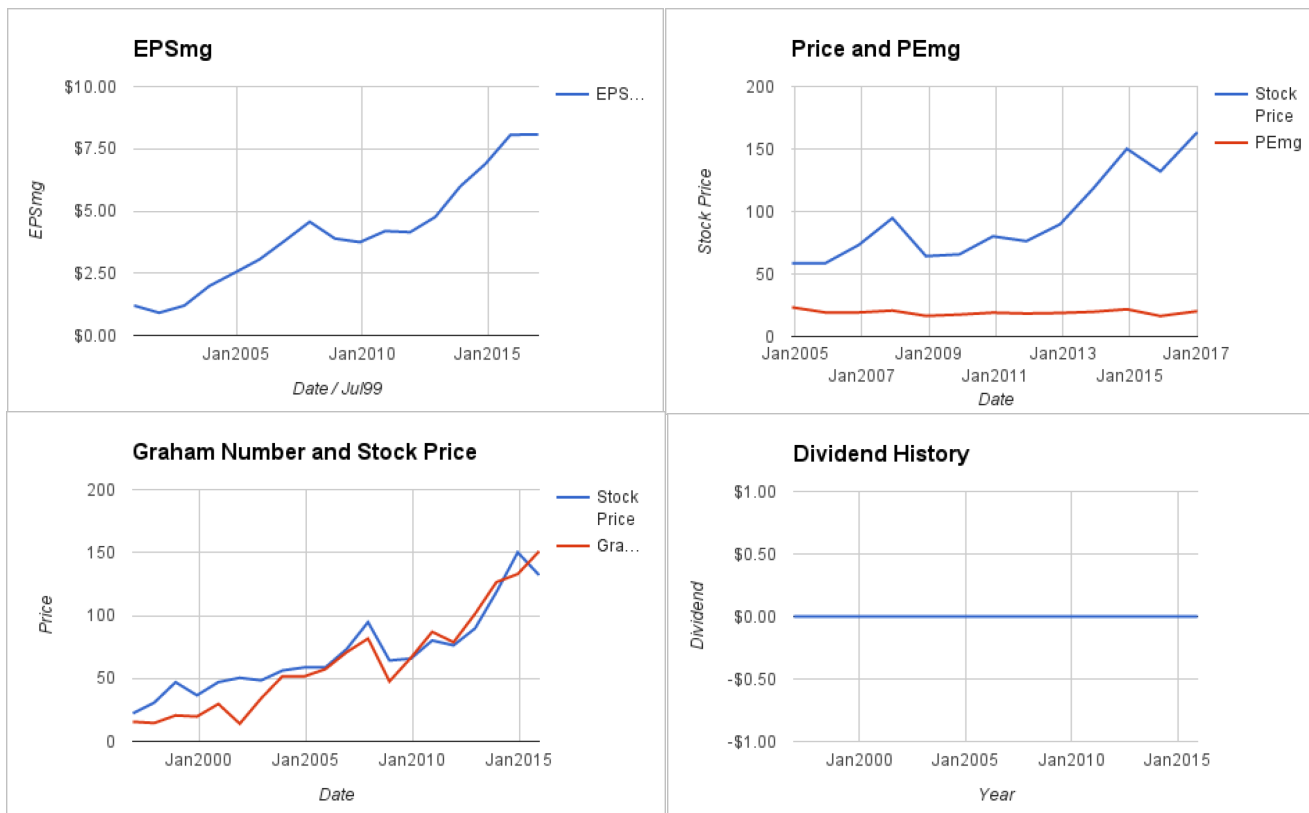 EPSmg
$10.00
$7.50
$5.00
$2.50
$0.00
EPSmg
EPS...
Jan2005 Jan2010 Jan2015
Date / Jul99
Price and PEmg
200
150
100
50
0
Stock Price
Stock
Price
PEmg
Jan2005 Jan2009 Jan2013 Jan2017
Jan2007 Jan2011 Jan2015
Date
Graham Number and Stock Price
200
150
100
50
0
Price
Stock
Price
Gra...
Jan2000 Jan2005 Jan2010 Jan2015
Date
Dividend History
$1.00
$0.50
$0.00
-$0.50
-$1.00
Dividend
Jan2000 Jan2005 Jan2010 Jan2015
Year